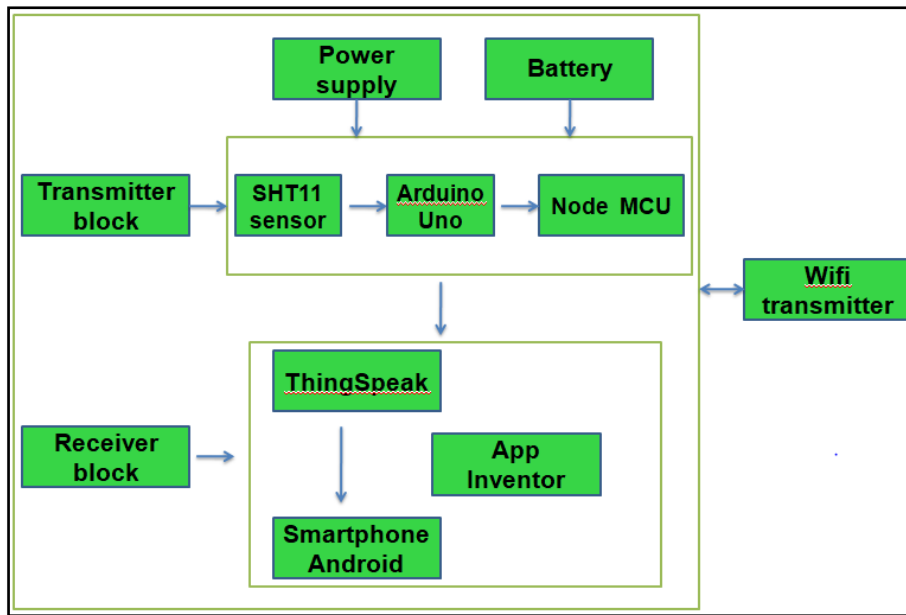 Power
supply
Battery
Transmitter
block
SHT11
sensor
Arduino
Uno
Node MCU
Wifi
transmitter
ThingSpeak
Receiver
block
App
Inventor
Smartphone
Android